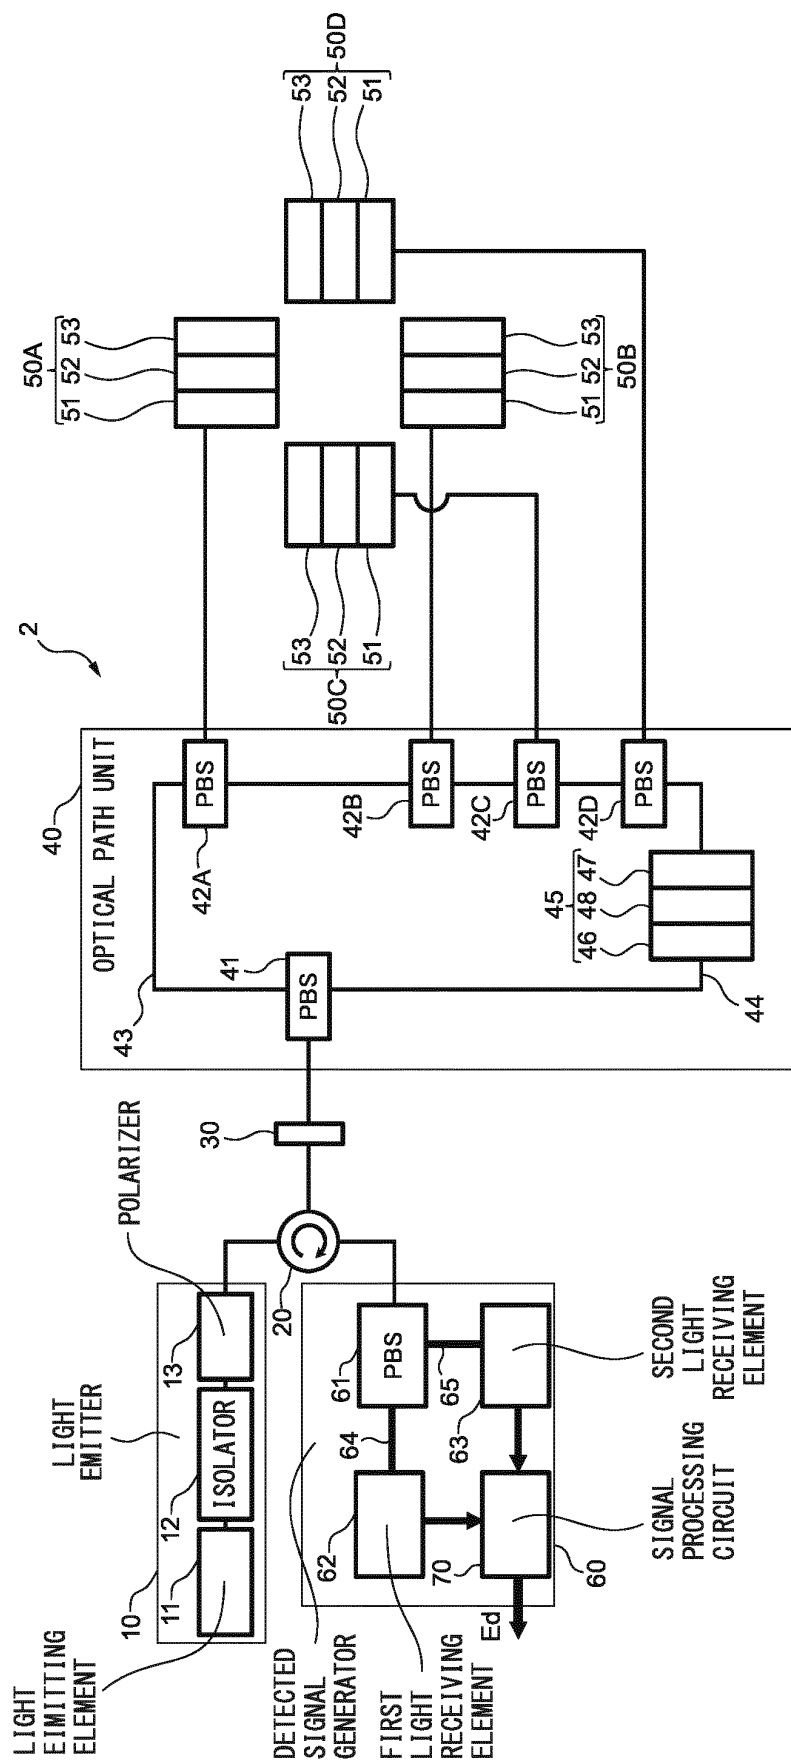 2
40
OPTICAL PATH UNIT
43
41
PBS
44
PBS
42A
PBS
42B
PBS
42C
PBS
42D
45
46 48 47
50A
51 52 53
51 52 53
50B
53
52
51
50C
53
52
51
50D
30
20
POLARIZER
LIGHT
EMITTER
10
11
12
ISOLATOR
13
LIGHT
EIMITTING
ELEMENT
DETECTED
SIGNAL
GENERATOR
FIRST
LIGHT
RECEIVING
ELEMENT
61
PBS
62
64
65
63
70
60
Ed
SECOND
LIGHT
RECEIVING
ELEMENT
SIGNAL
PROCESSING
CIRCUIT